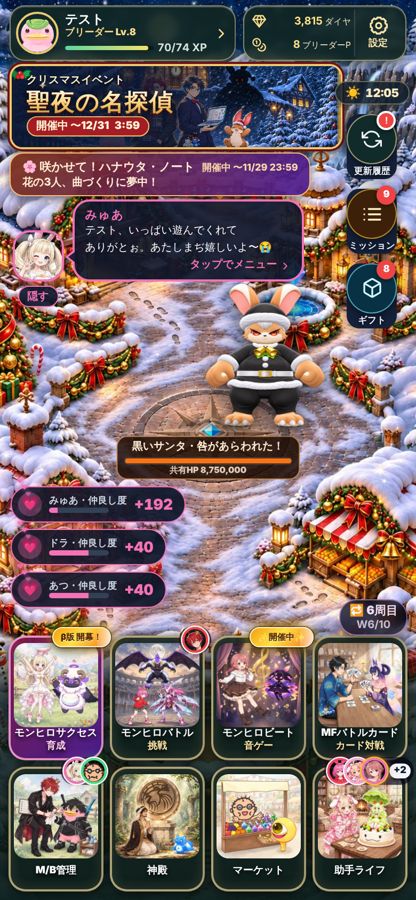 テスト
ブリーダー Lv.8
70/74 XP
3,815 ダイヤ
8 ブリーダーP
設定
クリスマスイベント
聖夜の名探偵
開催中 〜12/31 3:59
12:05
!
更新履歴
🌸 咲かせて！ハナウタ・ノート 開催中 〜11/29 23:59
花の3人、曲づくりに夢中！
9
ミッション
みゅあ
テスト、いっぱい遊んでくれて
ありがとぉ。あたしまぢ嬉しいよ〜😭
タップでメニュー
隠す
8
ギフト
黒いサンタ・咎があらわれた！
共有HP 8,750,000
みゅあ・仲良し度 +192
ドラ・仲良し度 +40
あつ・仲良し度 +40
🔁 6周目
W6/10
β版 開幕！
モンヒロサクセス
育成
モンヒロバトル
挑戦
開催中
モンヒロビート
音ゲー
MFバトルカード
カード対戦
M/B管理
神殿
マーケット
+2
助手ライフ